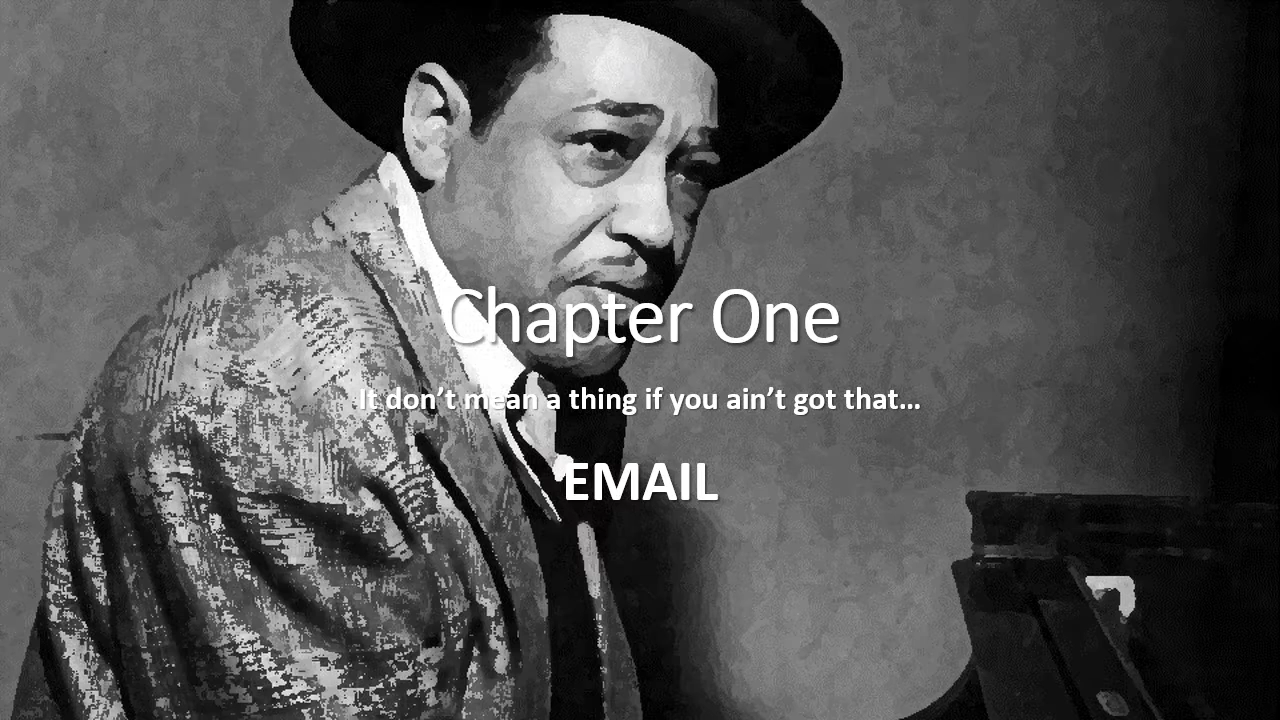 Chapter One
It don’t mean a thing if you ain’t got that…
EMAIL